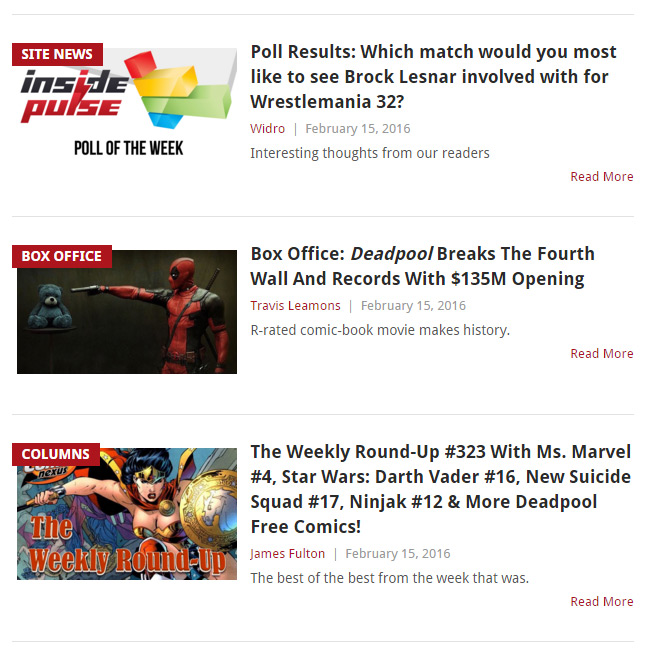 SITE NEWS
inside
pulse
POLL OF THE WEEK
Poll Results: Which match would you most
like to see Brock Lesnar involved with for
Wrestlemania 32?
Widro | February 15, 2016
Interesting thoughts from our readers
Read More
BOX OFFICE
Box Office: Deadpool Breaks The Fourth
Wall And Records With $135M Opening
Travis Leamons | February 15, 2016
R-rated comic-book movie makes history.
Read More
COLUMNS
nexus
The
Weekly Round-Up
The Weekly Round-Up #323 With Ms. Marvel
#4, Star Wars: Darth Vader #16, New Suicide
Squad #17, Ninjak #12 & More Deadpool
Free Comics!
James Fulton | February 15, 2016
The best of the best from the week that was.
Read More